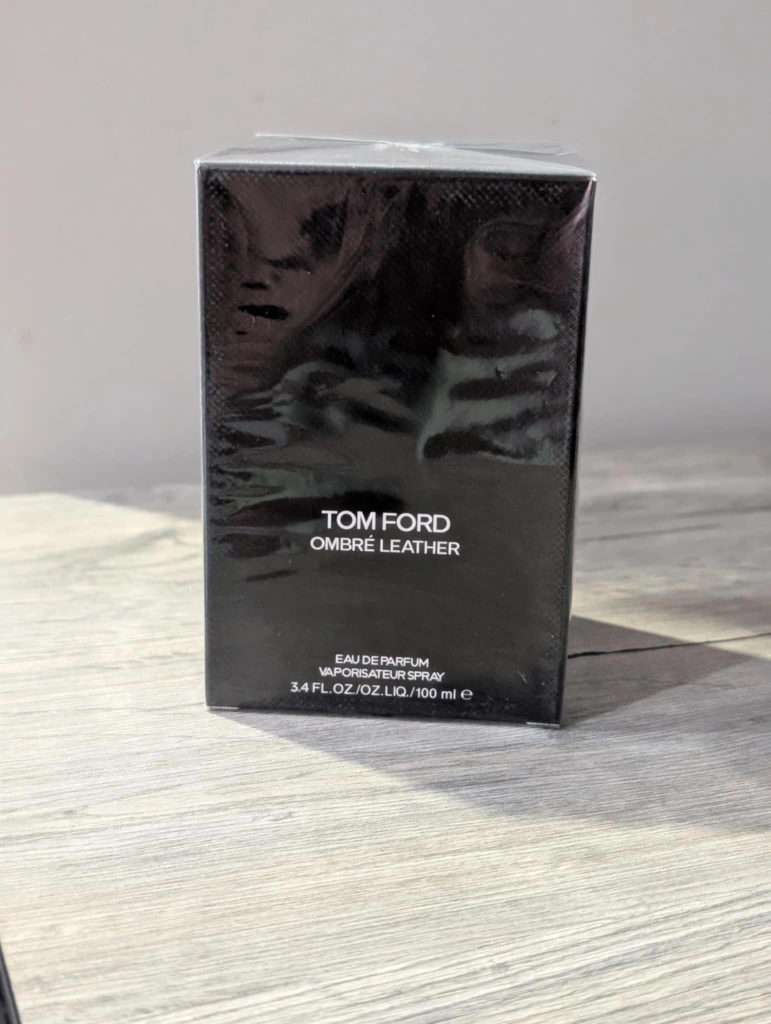 TOM FORD
OMBRÉ LEATHER
EAU DE PARFUM
VAPORISATEUR SPRAY
3.4 FL.OZ./OZ.LIQ./100 ml ℮